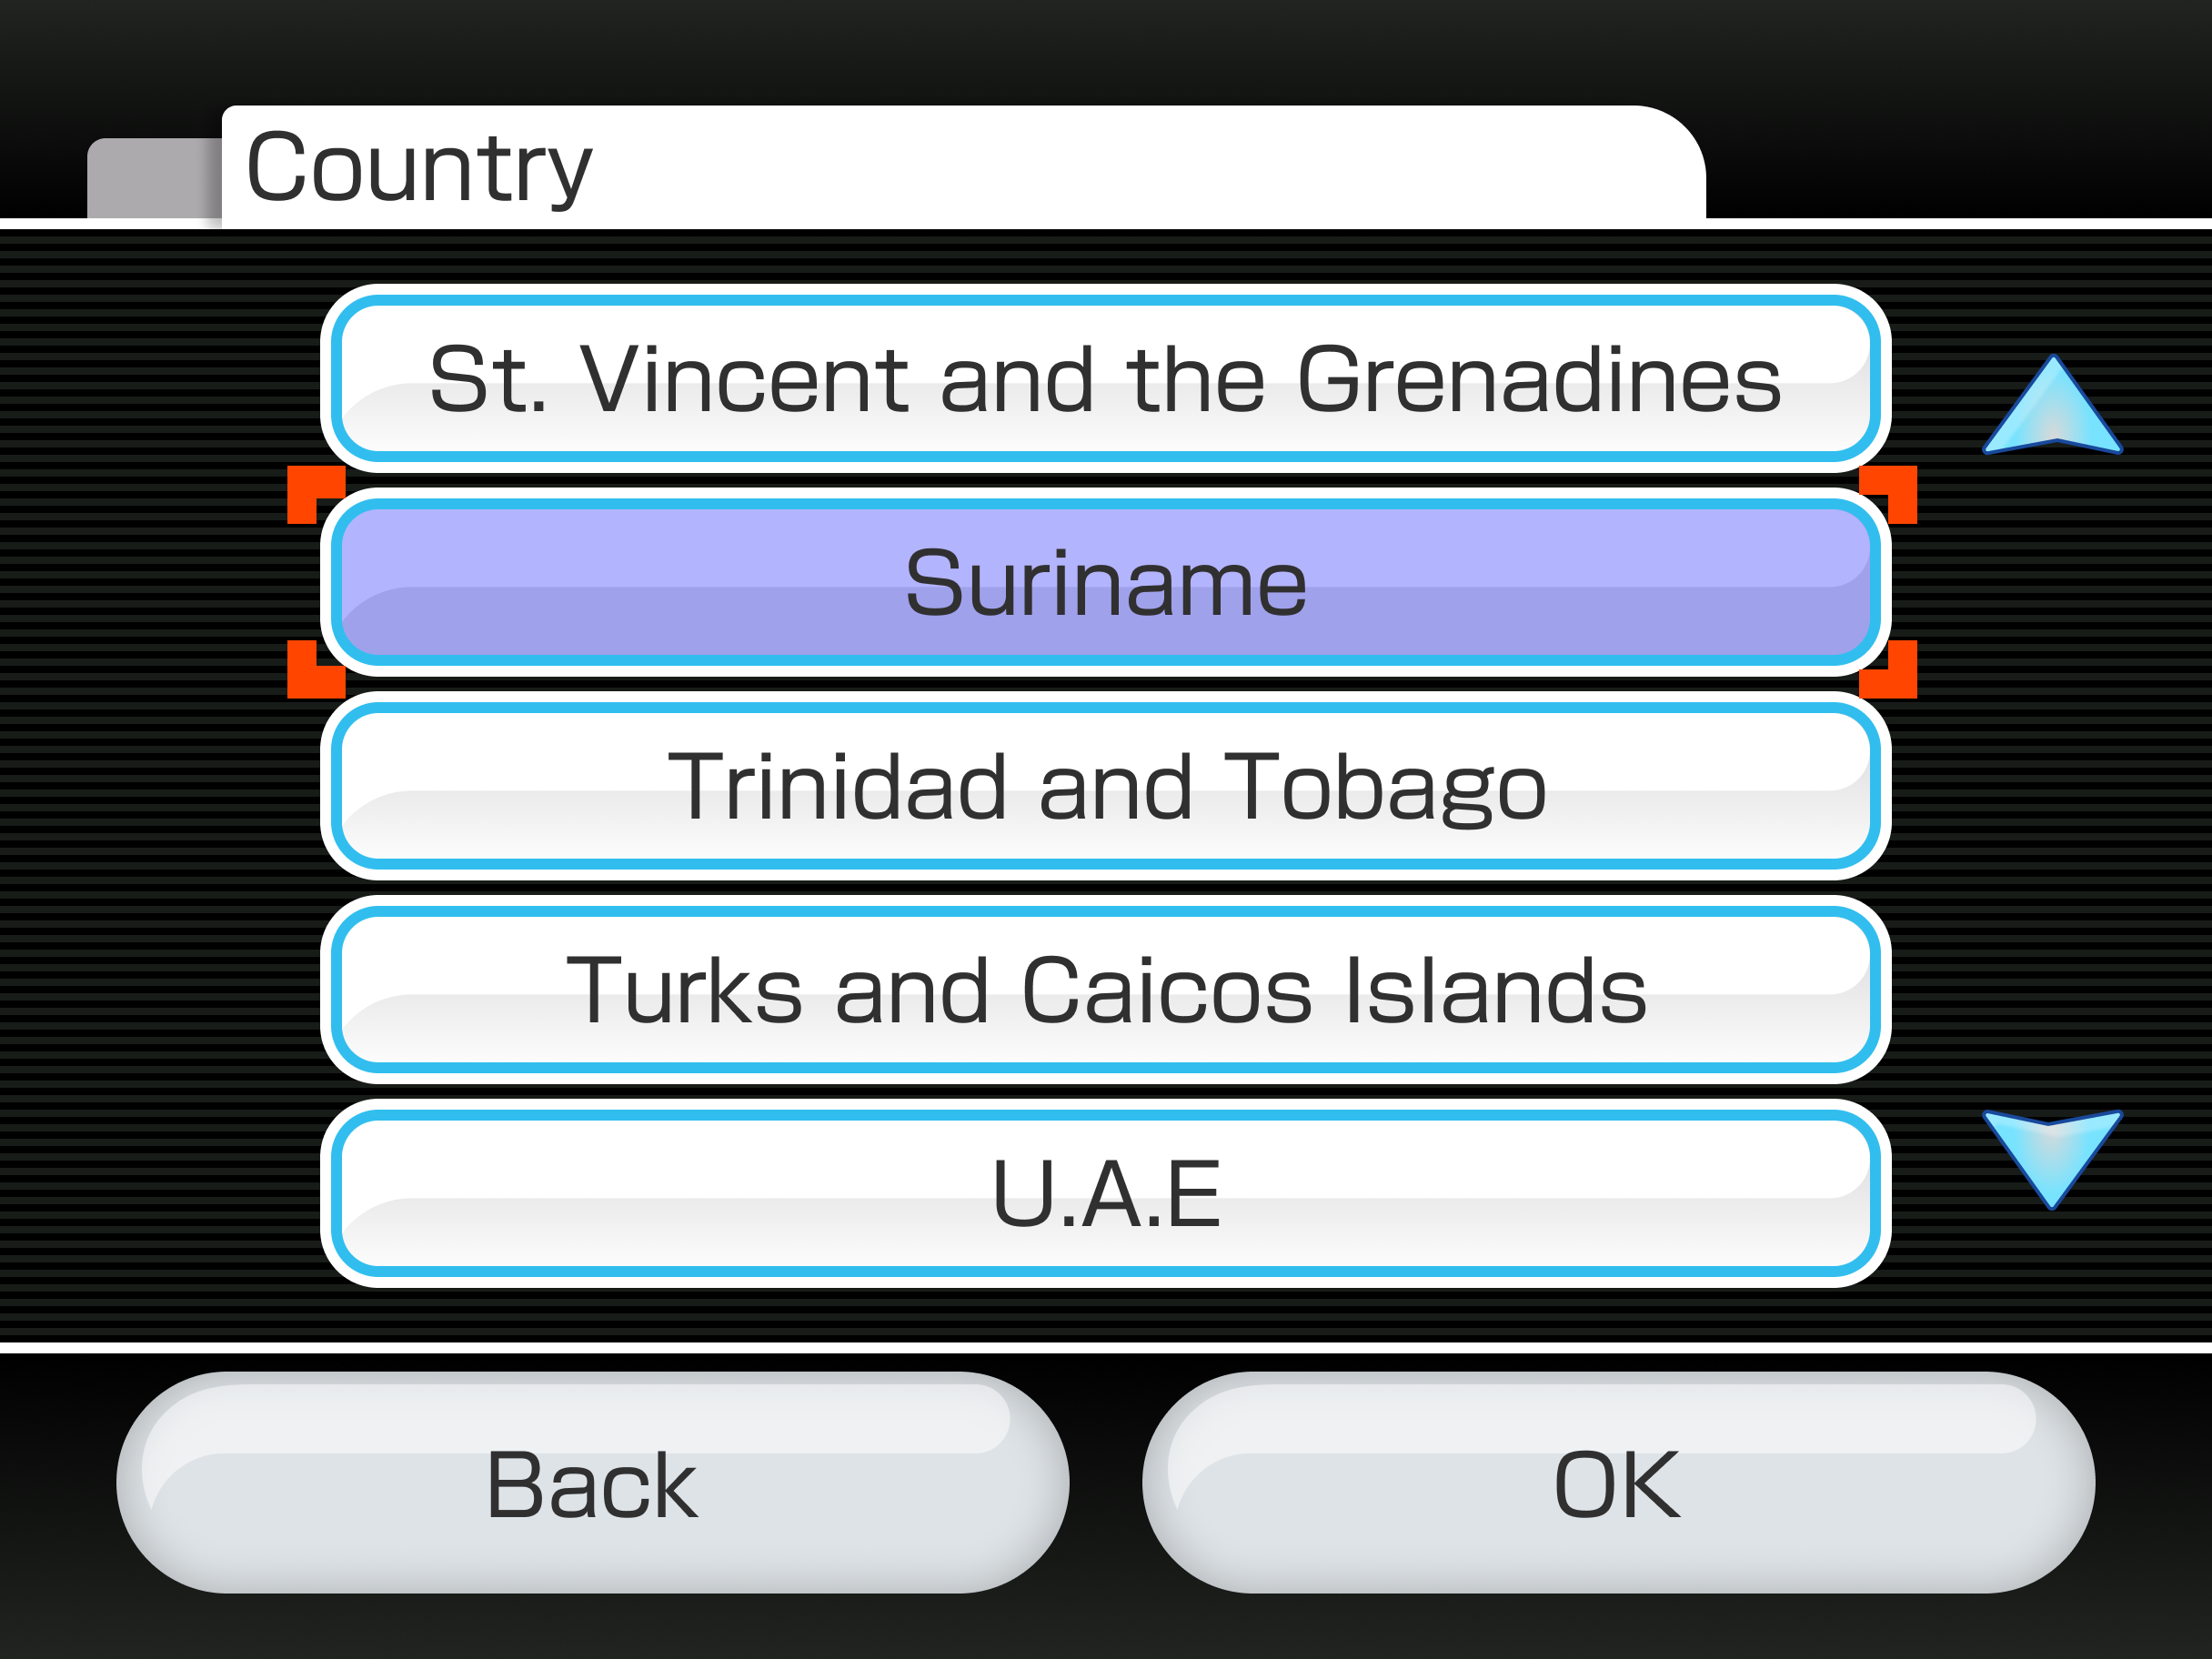 Country
St. Vincent and the Grenadines
Suriname
Trinidad and Tobago
Turks and Caicos Islands
U.A.E
Back
OK